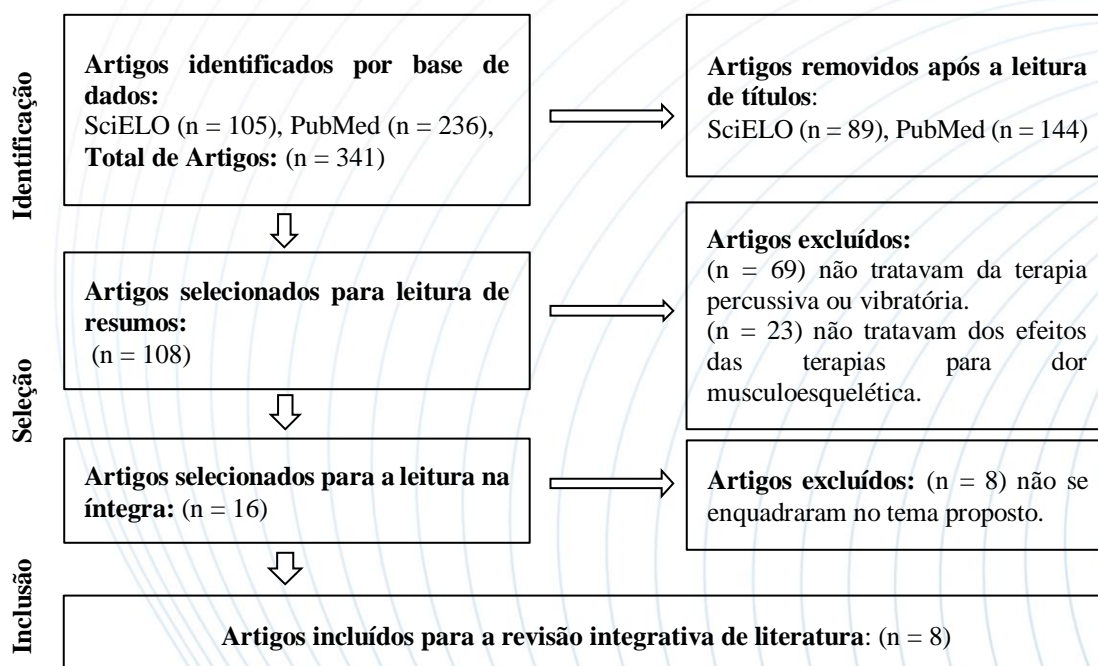 Identificação
Artigos identificados por base de
dados:
SciELO (n = 105), PubMed (n = 236),
Total de Artigos: (n = 341)
Artigos removidos após a leitura
de títulos:
SciELO (n = 89), PubMed (n = 144)
Seleção
Artigos selecionados para leitura de
resumos:
(n = 108)
Artigos excluídos:
(n = 69) não tratavam da terapia
percussiva ou vibratória.
(n = 23) não tratavam dos efeitos
das terapias para dor
musculoesquelética.
Artigos selecionados para a leitura na
íntegra: (n = 16)
Artigos excluídos: (n = 8) não se
enquadraram no tema proposto.
Inclusão
Artigos incluídos para a revisão integrativa de literatura: (n = 8)